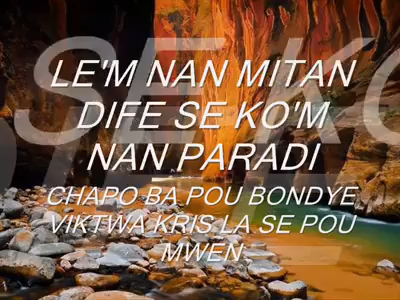 LE'M NAN MITAN
DIFE SE KO'M
NAN PARADI
CHAPO BA POU BONDYE
VIKTWA KRIS LA SE POU
MWEN